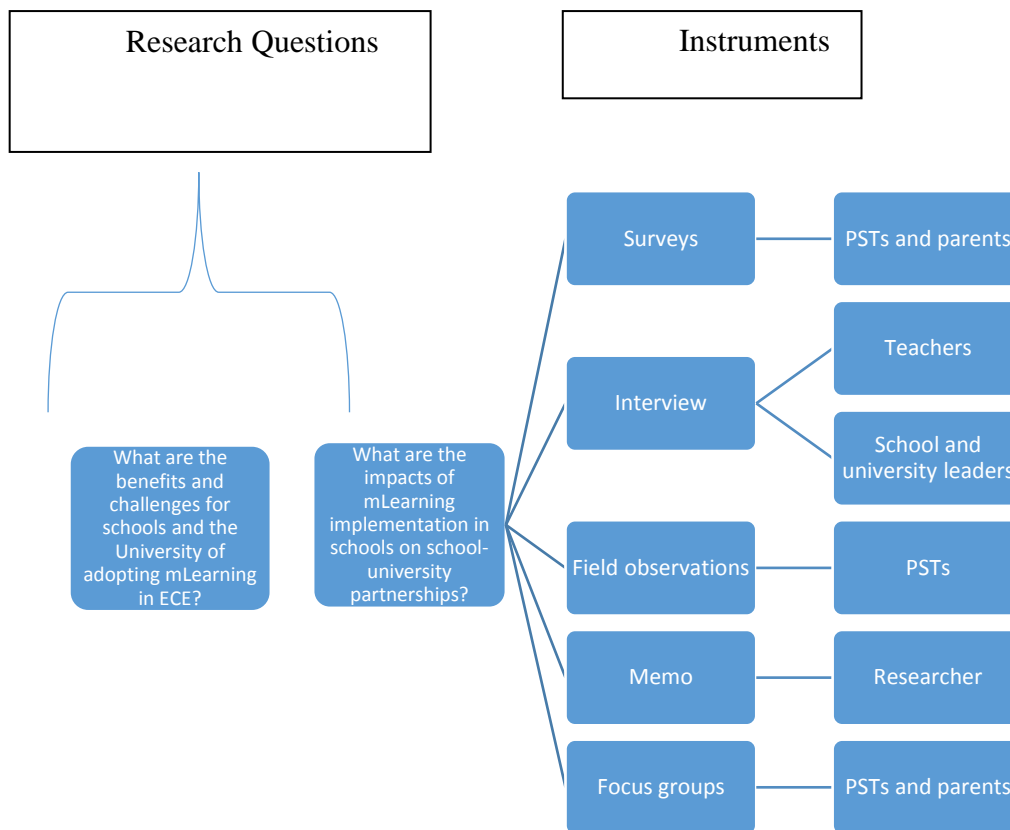 Research Questions
Instruments
What are the
benefits and
challenges for
schools and the
University of
adopting mLearning
in ECE?
What are the
impacts of
mLearning
implementation in
schools on school-
university
partnerships?
Surveys
PSTs and parents
Interview
Teachers
School and
university leaders
Field observations
PSTs
Memo
Researcher
Focus groups
PSTs and parents